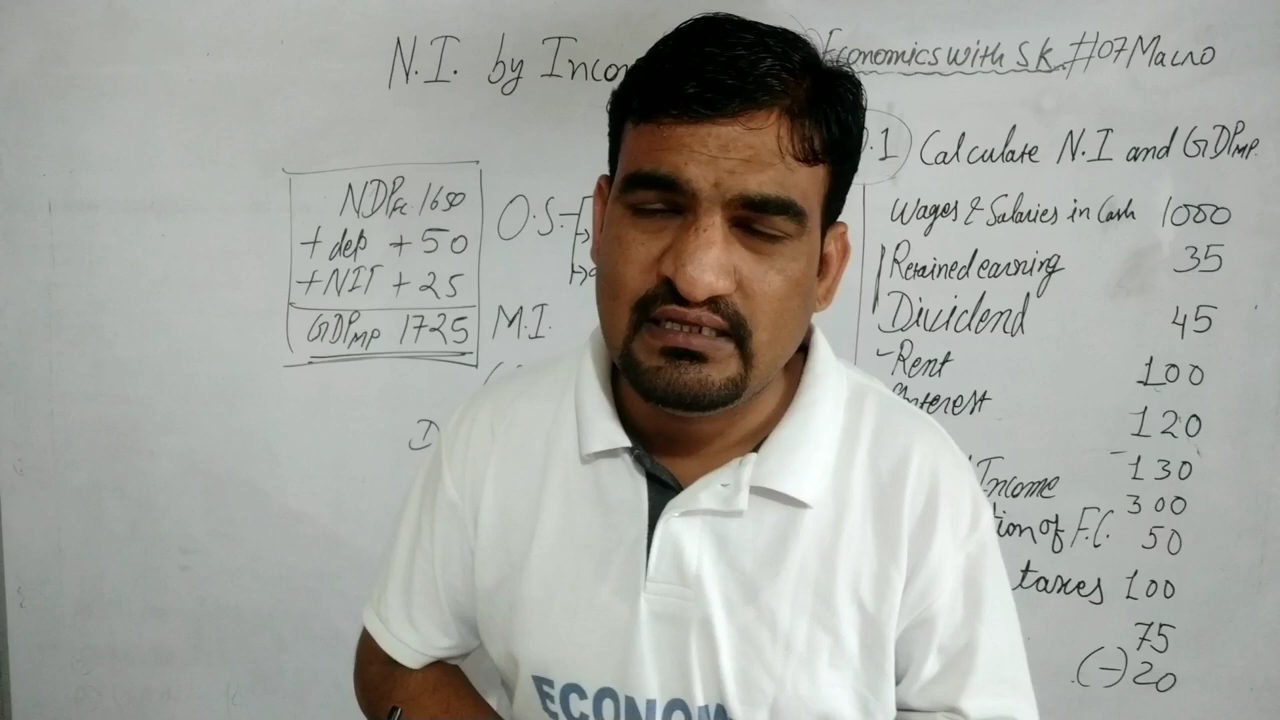 N.I. by Incom
Economics with S.K. #07 Macro
NDPFC 1650
+ dep + 50
+ NIT + 25
GDPMP 1725
O.S.
M.I.
D
.1) Calculate N.I and GDPMP.
Wages & Salaries in Cash 1000
Retained earning 35
Dividend 45
Rent 100
Interest 120
130
Income 300
tion of F.C. 50
taxes 100
75
(-) 20
ECONOM